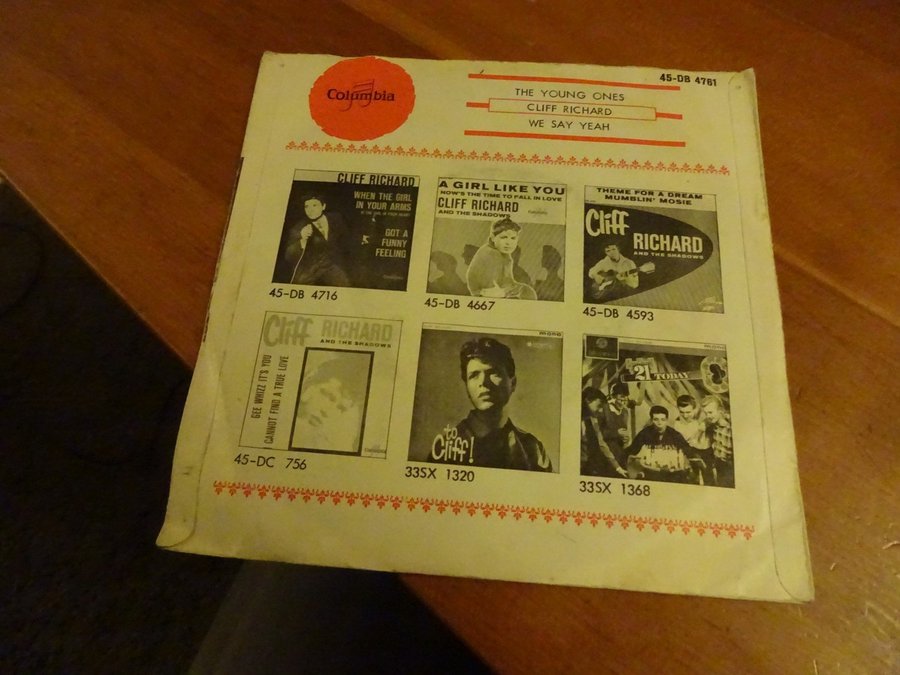 Columbia
45-DB 4761
THE YOUNG ONES
CLIFF RICHARD
WE SAY YEAH
CLIFF RICHARD
WHEN THE GIRL
IN YOUR ARMS
GOT A
FUNNY
FEELING
45-DB 4716
A GIRL LIKE YOU
NOW'S THE TIME TO FALL IN LOVE
CLIFF RICHARD
AND THE SHADOWS
45-DB 4667
THEME FOR A DREAM
MUMBLIN' MOSIE
Cliff
RICHARD
AND THE SHADOWS
45-DB 4593
Cliff RICHARD
AND THE SHADOWS
GEE WHIZZ IT'S YOU
CANNOT FIND A TRUE LOVE
45-DC 756
mono
to
Cliff!
33SX 1320
mono
21 TODAY
33SX 1368